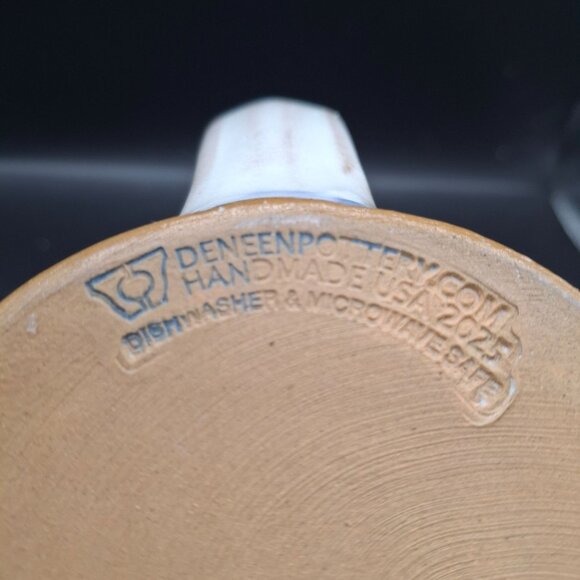 DENEENPOTTERY.COM
HANDMADE USA 2025
DISHWASHER & MICROWAVE SAFE